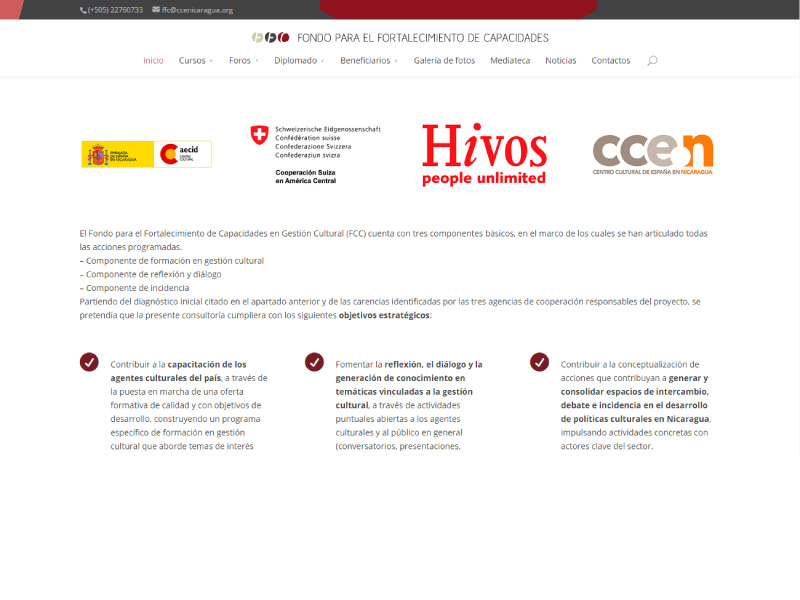 (+505) 22760733 ffc@ccenicaragua.org
FONDO PARA EL FORTALECIMIENTO DE CAPACIDADES
Inicio Cursos Foros Diplomado Beneficiarios Galería de fotos Mediateca Noticias Contactos
EMBAJADA DE ESPAÑA EN NICARAGUA
aecid
Schweizerische Eidgenossenschaft
Confédération suisse
Confederazione Svizzera
Confederaziun svizra
Cooperación Suiza
en América Central
Hivos
people unlimited
ccen
CENTRO CULTURAL DE ESPAÑA EN NICARAGUA
El Fondo para el Fortalecimiento de Capacidades en Gestión Cultural (FCC) cuenta con tres componentes básicos, en el marco de los cuales se han articulado todas
las acciones programadas.
– Componente de formación en gestión cultural
– Componente de reflexión y diálogo
– Componente de incidencia
Partiendo del diagnóstico inicial citado en el apartado anterior y de las carencias identificadas por las tres agencias de cooperación responsables del proyecto, se
pretendía que la presente consultoría cumpliera con los siguientes objetivos estratégicos:
Contribuir a la capacitación de los
agentes culturales del país, a través de
la puesta en marcha de una oferta
formativa de calidad y con objetivos de
desarrollo, construyendo un programa
específico de formación en gestión
cultural que aborde temas de interés
Fomentar la reflexión, el diálogo y la
generación de conocimiento en
temáticas vinculadas a la gestión
cultural, a través de actividades
puntuales abiertas a los agentes
culturales y al público en general
(conversatorios, presentaciones,
Contribuir a la conceptualización de
acciones que contribuyan a generar y
consolidar espacios de intercambio,
debate e incidencia en el desarrollo
de políticas culturales en Nicaragua,
impulsando actividades concretas con
actores clave del sector.